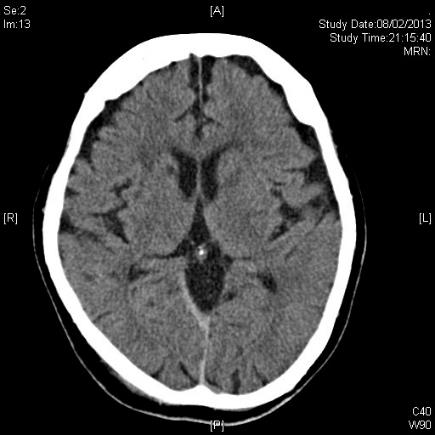 Se:2
Im:13
[A]
.
Study Date:08/02/2013
Study Time:21:15:40
MRN:
[R]
[L]
[P]
C40
W90